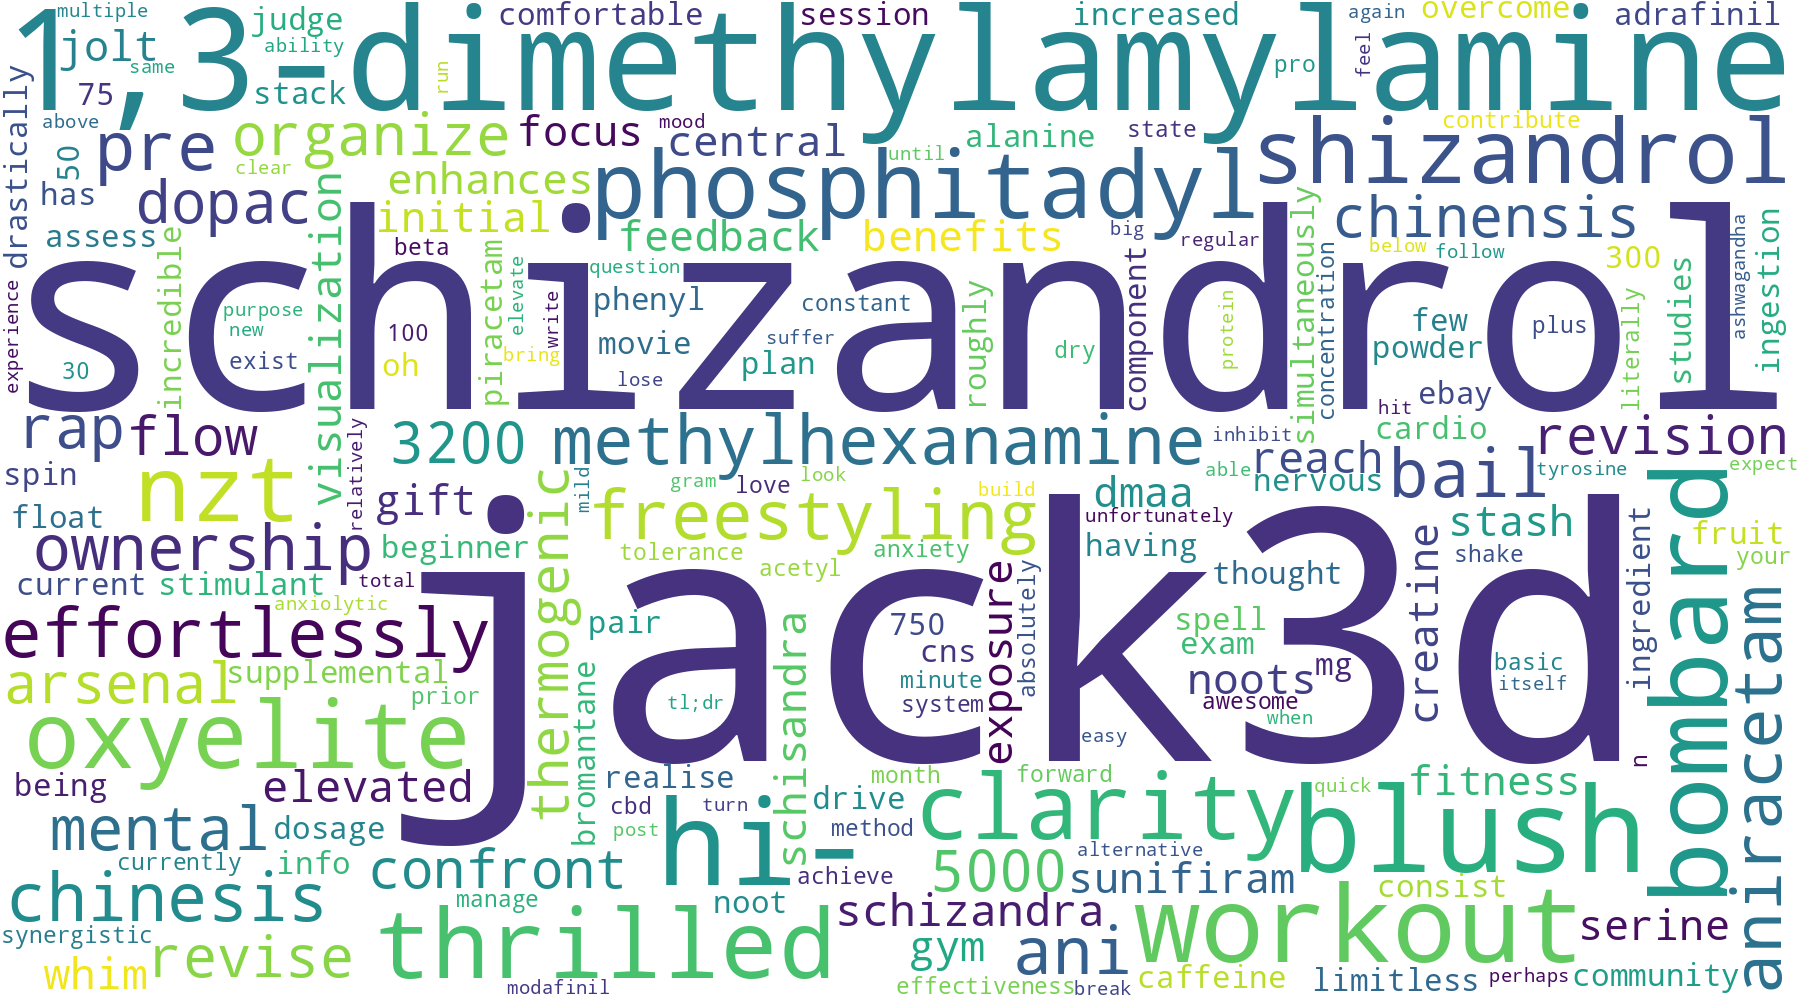 multiple
judge
comfortable
session
increased
again
overcome
adrafinil
1,3-dimethylamylamine
jolt
ability
same
75
stack
run
pro
feel
drastically
above
pre
organize
focus
mood
central
alanine
state
contribute
shizandrol
50
clear
until
has
dopac
enhances
phosphitadyl
simultaneously
chinensis
visualization
initial
assess
incredible
beta
feedback
benefits
big
regular
below
follow
300
studies
ingestion
ashwagandha
schizandrol
experience
purpose
new
30
exist
100
oh
piracetam
elevate
bring
write
question
phenyl
movie
suffer
lose
constant
plan
roughly
dry
component
protein
concentration
few
powder
plus
ebay
literally
hit
cardio
rap
flow
3200
methylhexanamine
inhibit
reach
revision
spin
nzt
relatively
gift
mild
gram
love
look
build
able
nervous
bail
tyrosine
expect
float
thermogenic
freestyling
dmaa
unfortunately
stash
fruit
ownership
beginner
tolerance
anxiety
having
creatine
shake
ingredient
your
current
stimulant
total
acetyl
absolutely
thought
bombard
anxiolytic
jack3d
effortlessly
pair
schisandra
750
exposure
spell
exam
cns
noots
mg
basic
itself
arsenal
supplemental
prior
bromantane
tl;dr
minute
system
awesome
when
aniracetam
oxyelite
easy
n
being
elevated
realise
month
forward
quick
fitness
cbd
turn
drive
clarity
blush
mental
dosage
post
hi-
method
currently
info
confront
achieve
5000
alternative
sunifiram
consist
chinesis
manage
noot
schizandra
workout
serine
synergistic
revise
thrilled
gym
ani
whim
modafinil
effectiveness
break
caffeine
limitless
perhaps
community